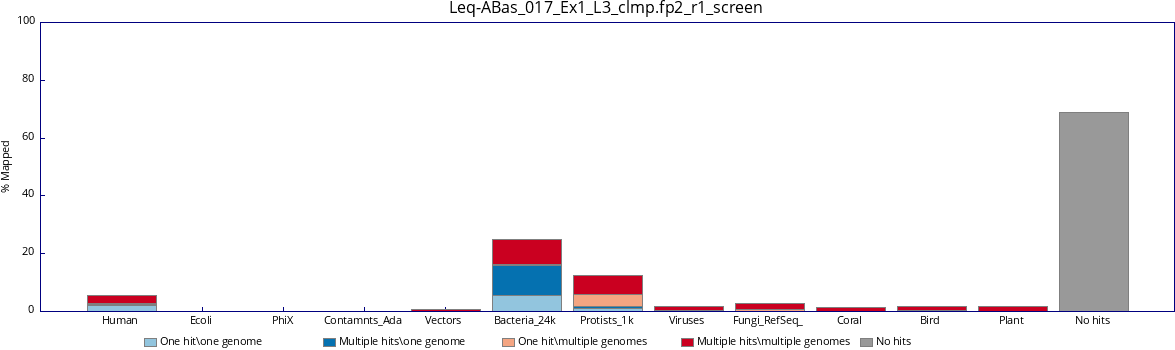 Leq-ABas_017_Ex1_L3_clmp.fp2_r1_screen
100
80
60
40
20
0
% Mapped
Human Ecoli PhiX Contamnts_Ada Vectors Bacteria_24k Protists_1k Viruses Fungi_RefSeq_ Coral Bird Plant No hits
One hit\one genome Multiple hits\one genome One hit\multiple genomes Multiple hits\multiple genomes No hits